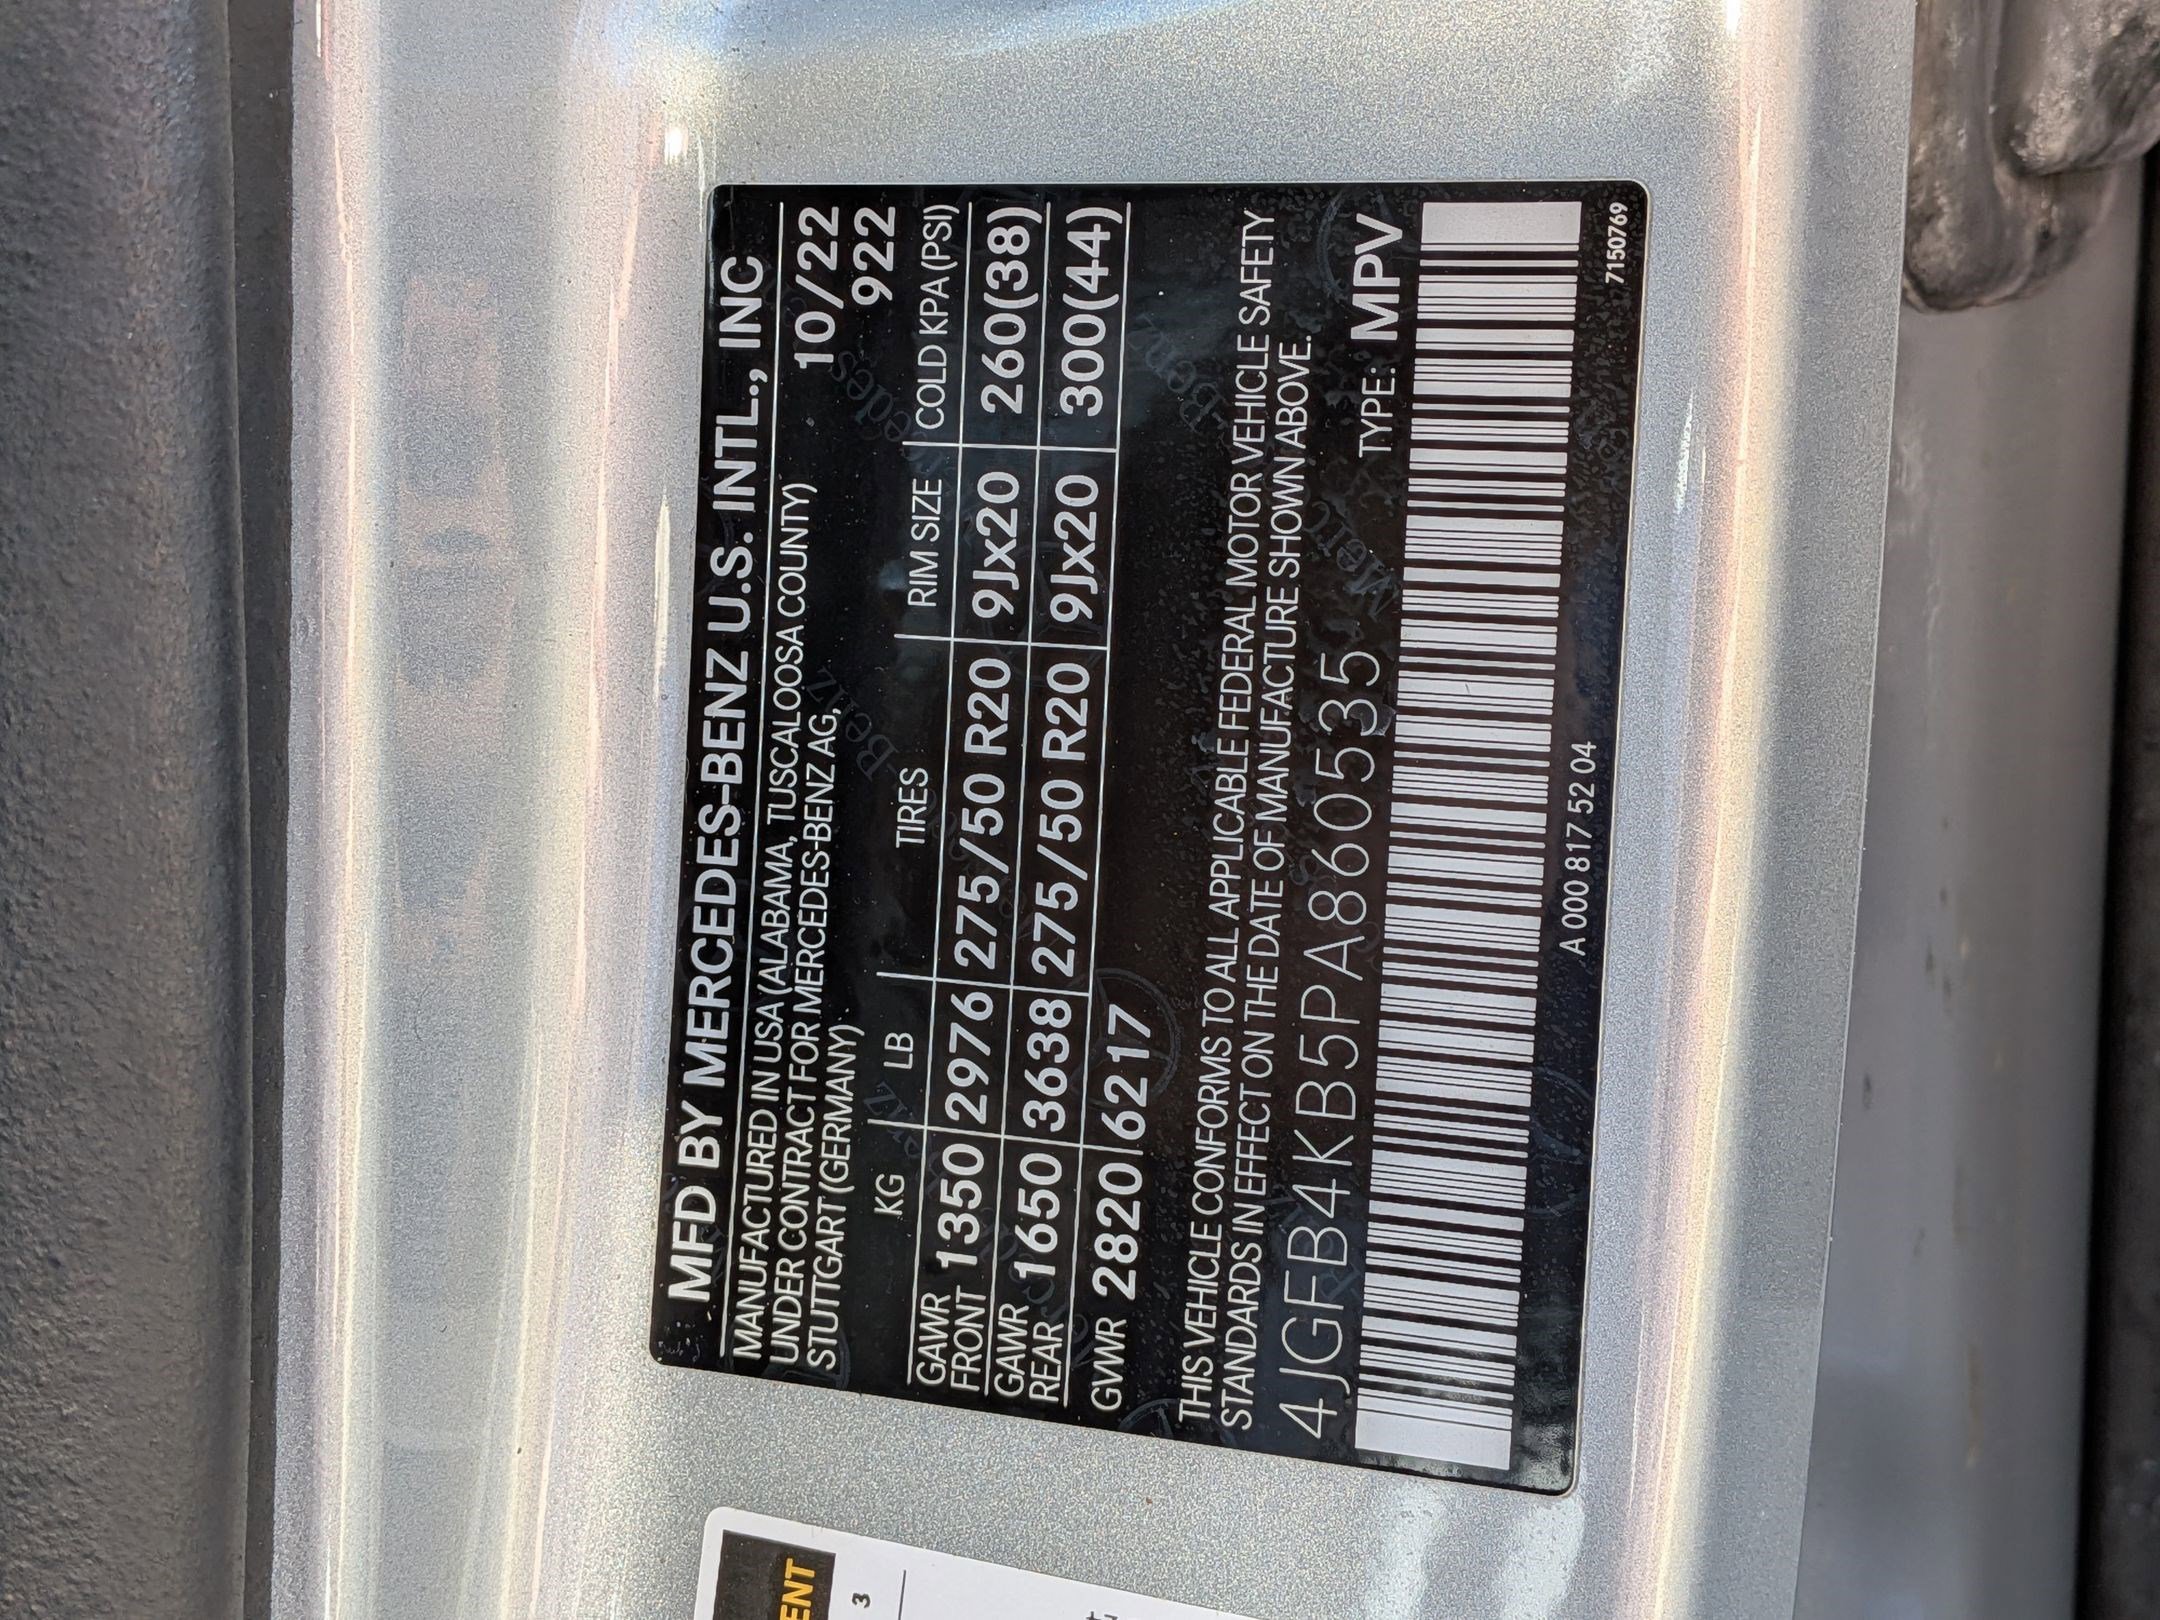 MFD BY MERCEDES-BENZ U.S. INTL., INC
MANUFACTURED IN USA (ALABAMA, TUSCALOOSA COUNTY) 10/22
UNDER CONTRACT FOR MERCEDES-BENZ AG, 922
STUTTGART (GERMANY)
KG LB TIRES RIM SIZE COLD KPA (PSI)
GAWR
FRONT 1350 2976 275/50 R20 9Jx20 260(38)
GAWR
REAR 1650 3638 275/50 R20 9Jx20 300(44)
GVWR 2820 6217
THIS VEHICLE CONFORMS TO ALL APPLICABLE FEDERAL MOTOR VEHICLE SAFETY
STANDARDS IN EFFECT ON THE DATE OF MANUFACTURE SHOWN ABOVE.
4JGFB4KB5PA860535 TYPE: MPV
A 000 817 52 04 7150769
ENT
3